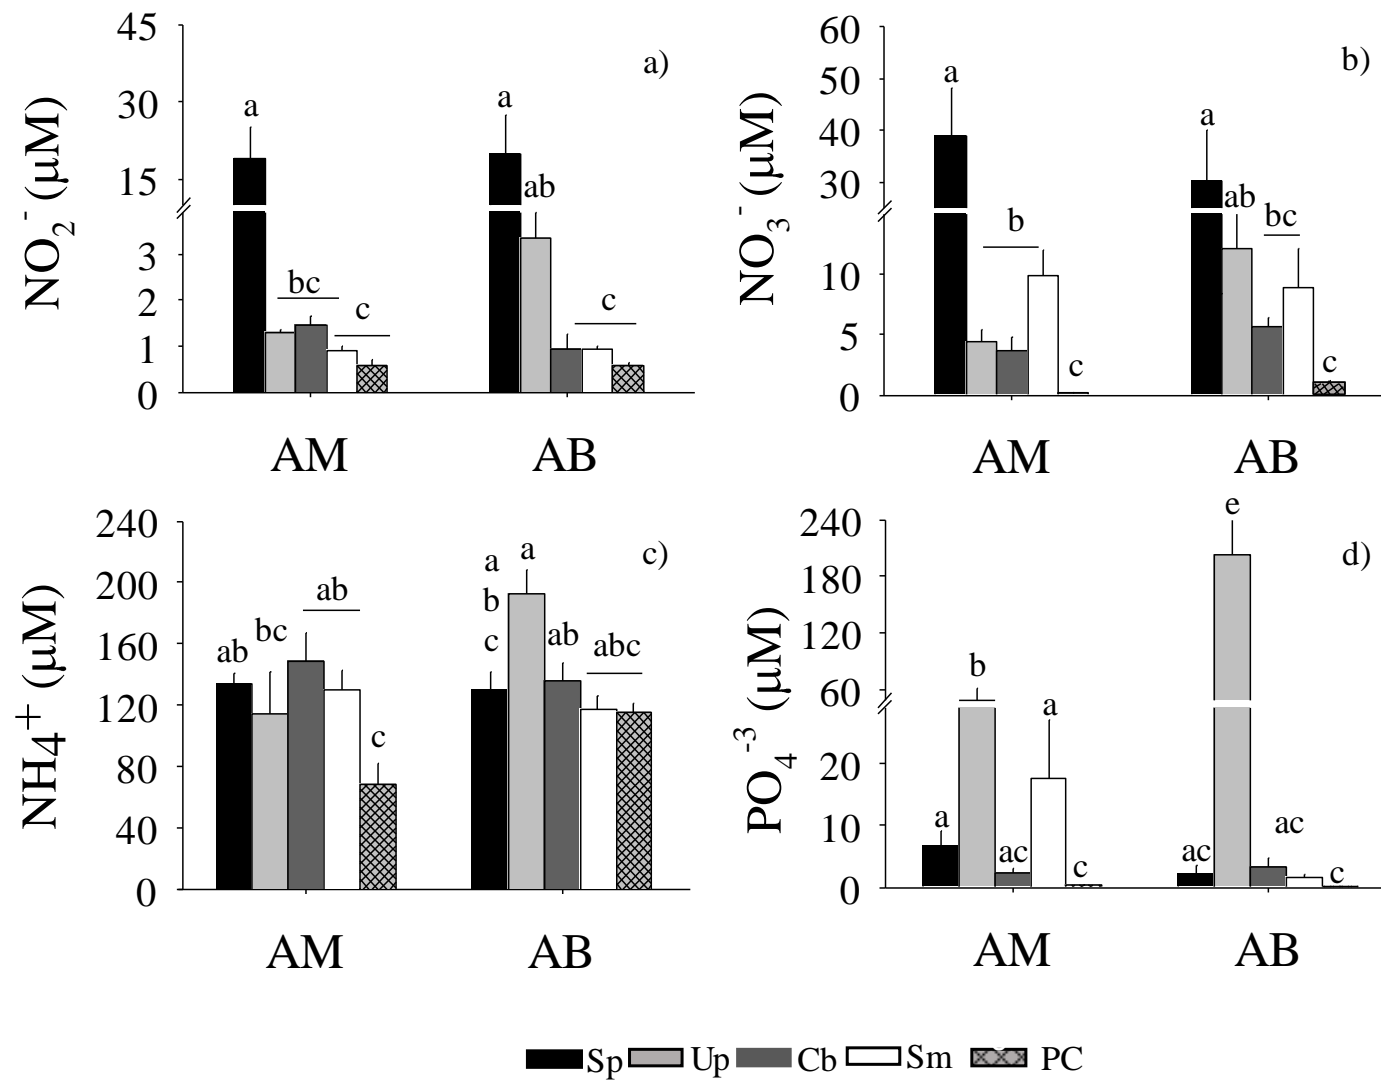 a)
NO2- (μM)
45
30
15
3
2
1
0
a
bc
c
a
ab
c
AM AB
b)
NO3- (μM)
60
50
40
30
10
5
0
a
b
c
a
ab
bc
c
AM AB
c)
NH4+ (μM)
240
200
160
120
80
40
0
ab
bc
ab
c
a
b
c
a
ab
abc
AM AB
d)
PO4-3 (μM)
240
180
120
60
20
10
0
a
b
ac
a
c
ac
e
ac
c
AM AB
Sp Up Cb Sm PC